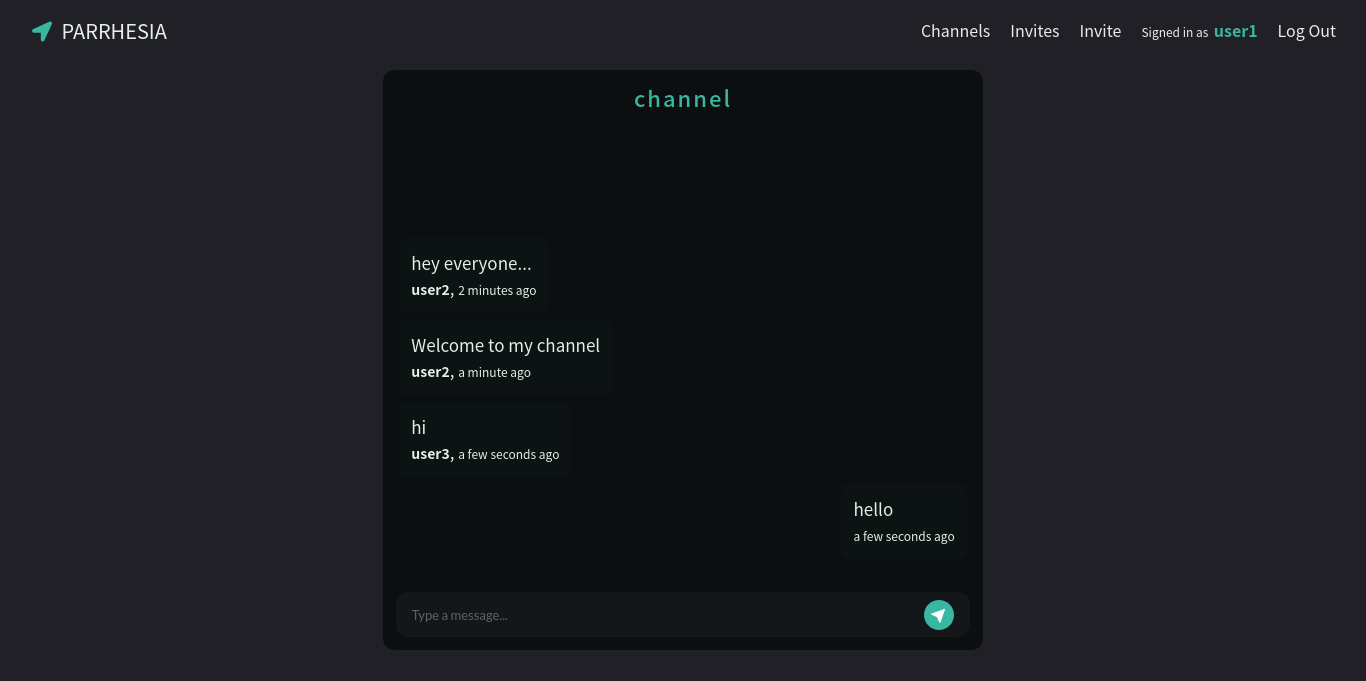 PARRHESIA
Channels Invites Invite Signed in as user1 Log Out
channel
hey everyone...
user2, 2 minutes ago
Welcome to my channel
user2, a minute ago
hi
user3, a few seconds ago
hello
a few seconds ago
Type a message...